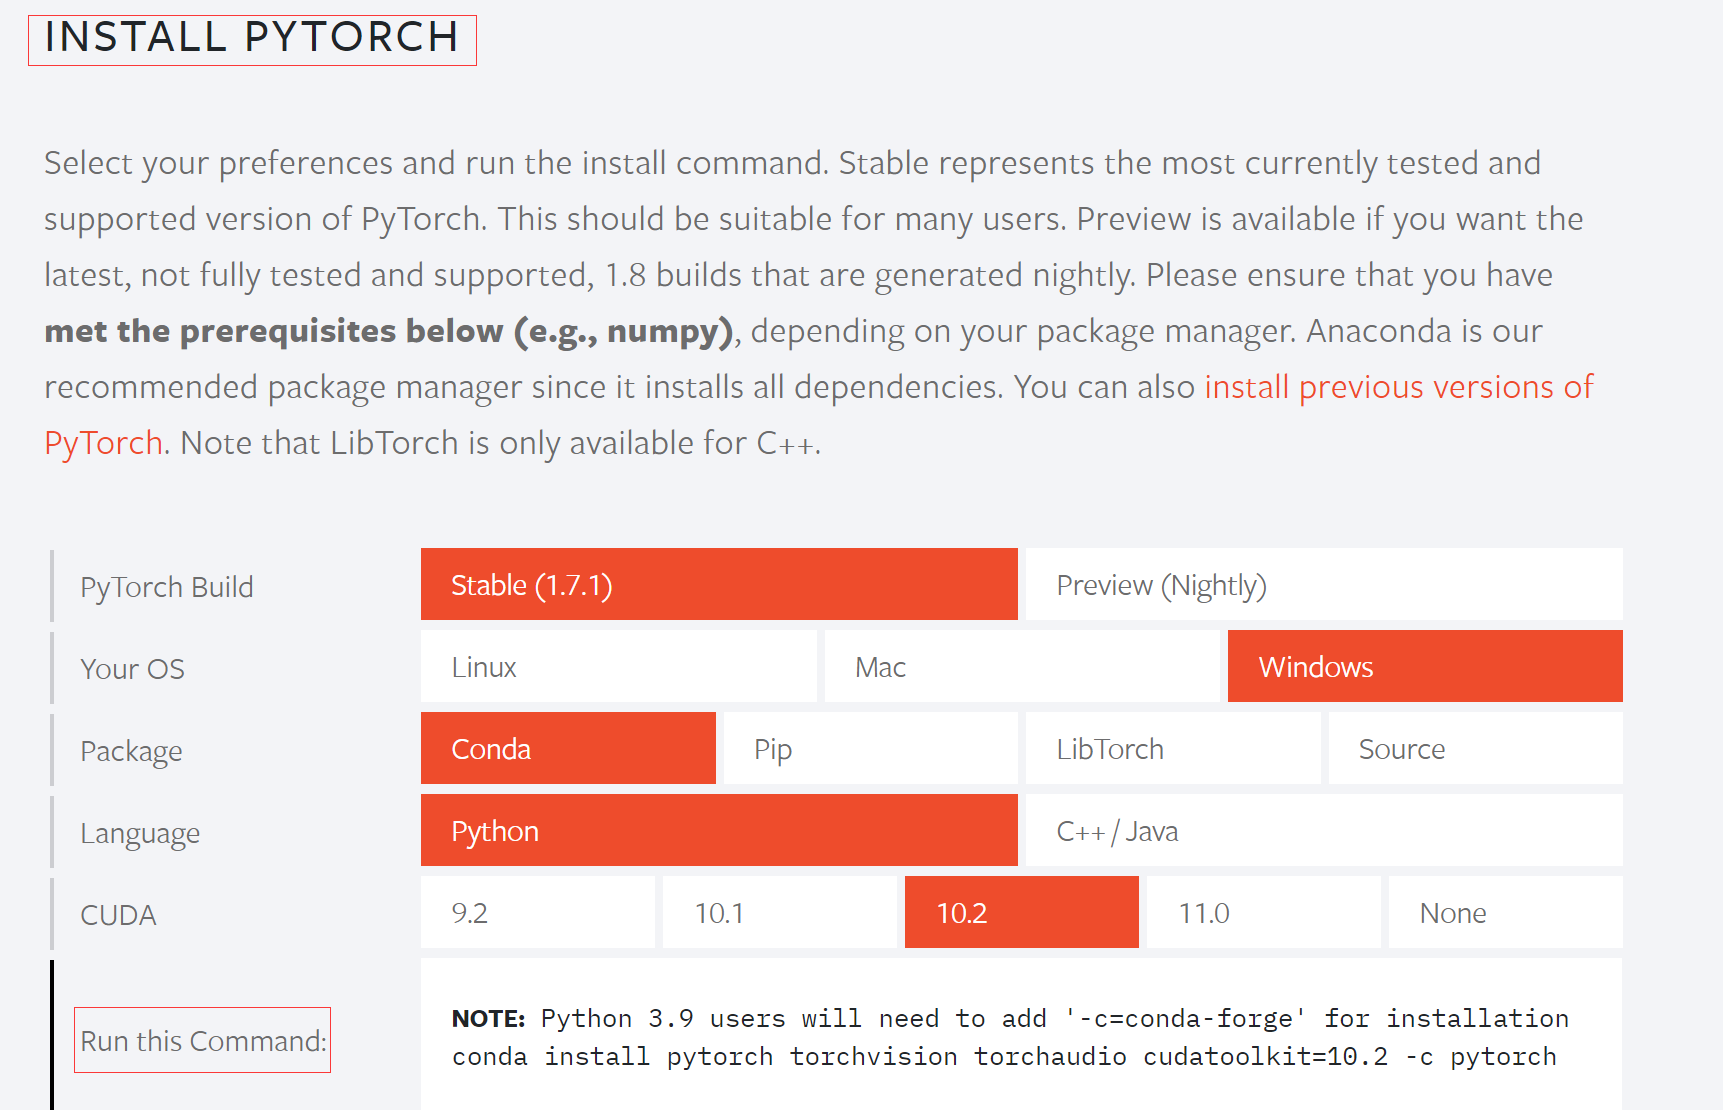 INSTALL PYTORCH
Select your preferences and run the install command. Stable represents the most currently tested and
supported version of PyTorch. This should be suitable for many users. Preview is available if you want the
latest, not fully tested and supported, 1.8 builds that are generated nightly. Please ensure that you have
met the prerequisites below (e.g., numpy), depending on your package manager. Anaconda is our
recommended package manager since it installs all dependencies. You can also install previous versions of
PyTorch. Note that LibTorch is only available for C++.
PyTorch Build Stable (1.7.1) Preview (Nightly)
Your OS Linux Mac Windows
Package Conda Pip LibTorch Source
Language Python C++ / Java
CUDA 9.2 10.1 10.2 11.0 None
Run this Command:
NOTE: Python 3.9 users will need to add '-c=conda-forge' for installation
conda install pytorch torchvision torchaudio cudatoolkit=10.2 -c pytorch